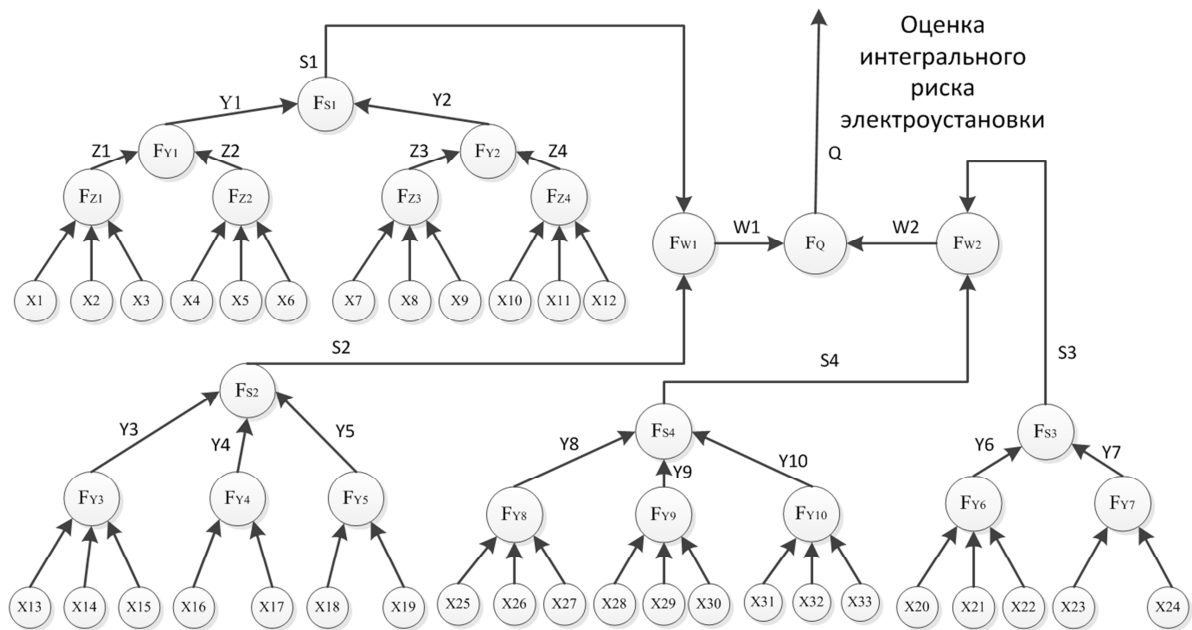 Оценка
интегрального
риска
электроустановки
S1
Y1
FS1
Y2
Z1
FY1
Z2
Z3
FY2
Z4
FZ1
FZ2
FZ3
FZ4
Q
FW1
W1
FQ
W2
FW2
X1
X2
X3
X4
X5
X6
X7
X8
X9
X10
X11
X12
S2
S4
S3
FS2
Y3
Y4
Y5
FS4
FS3
Y8
Y9
Y10
Y6
Y7
FY3
FY4
FY5
FY8
FY9
FY10
FY6
FY7
X13
X14
X15
X16
X17
X18
X19
X25
X26
X27
X28
X29
X30
X31
X32
X33
X20
X21
X22
X23
X24